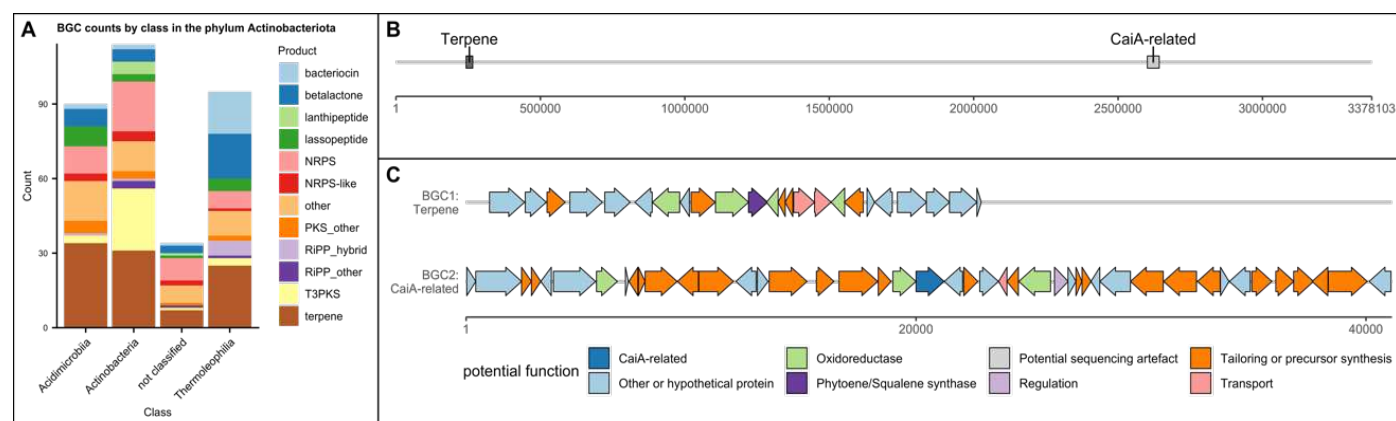 A
BGC counts by class in the phylum Actinobacteriota
Count
90
60
30
0
Acidimicrobiia
Actinobacteria
not classified
Thermoleophilia
Class
Product
bacteriocin
betalactone
lanthipeptide
lassopeptide
NRPS
NRPS-like
other
PKS_other
RiPP_hybrid
RiPP_other
T3PKS
terpene
B
Terpene
CaiA-related
1
500000
1000000
1500000
2000000
2500000
3000000
3378103
C
BGC1:
Terpene
BGC2:
CaiA-related
1
20000
40000
potential function
CaiA-related
Other or hypothetical protein
Oxidoreductase
Phytoene/Squalene synthase
Potential sequencing artefact
Regulation
Tailoring or precursor synthesis
Transport